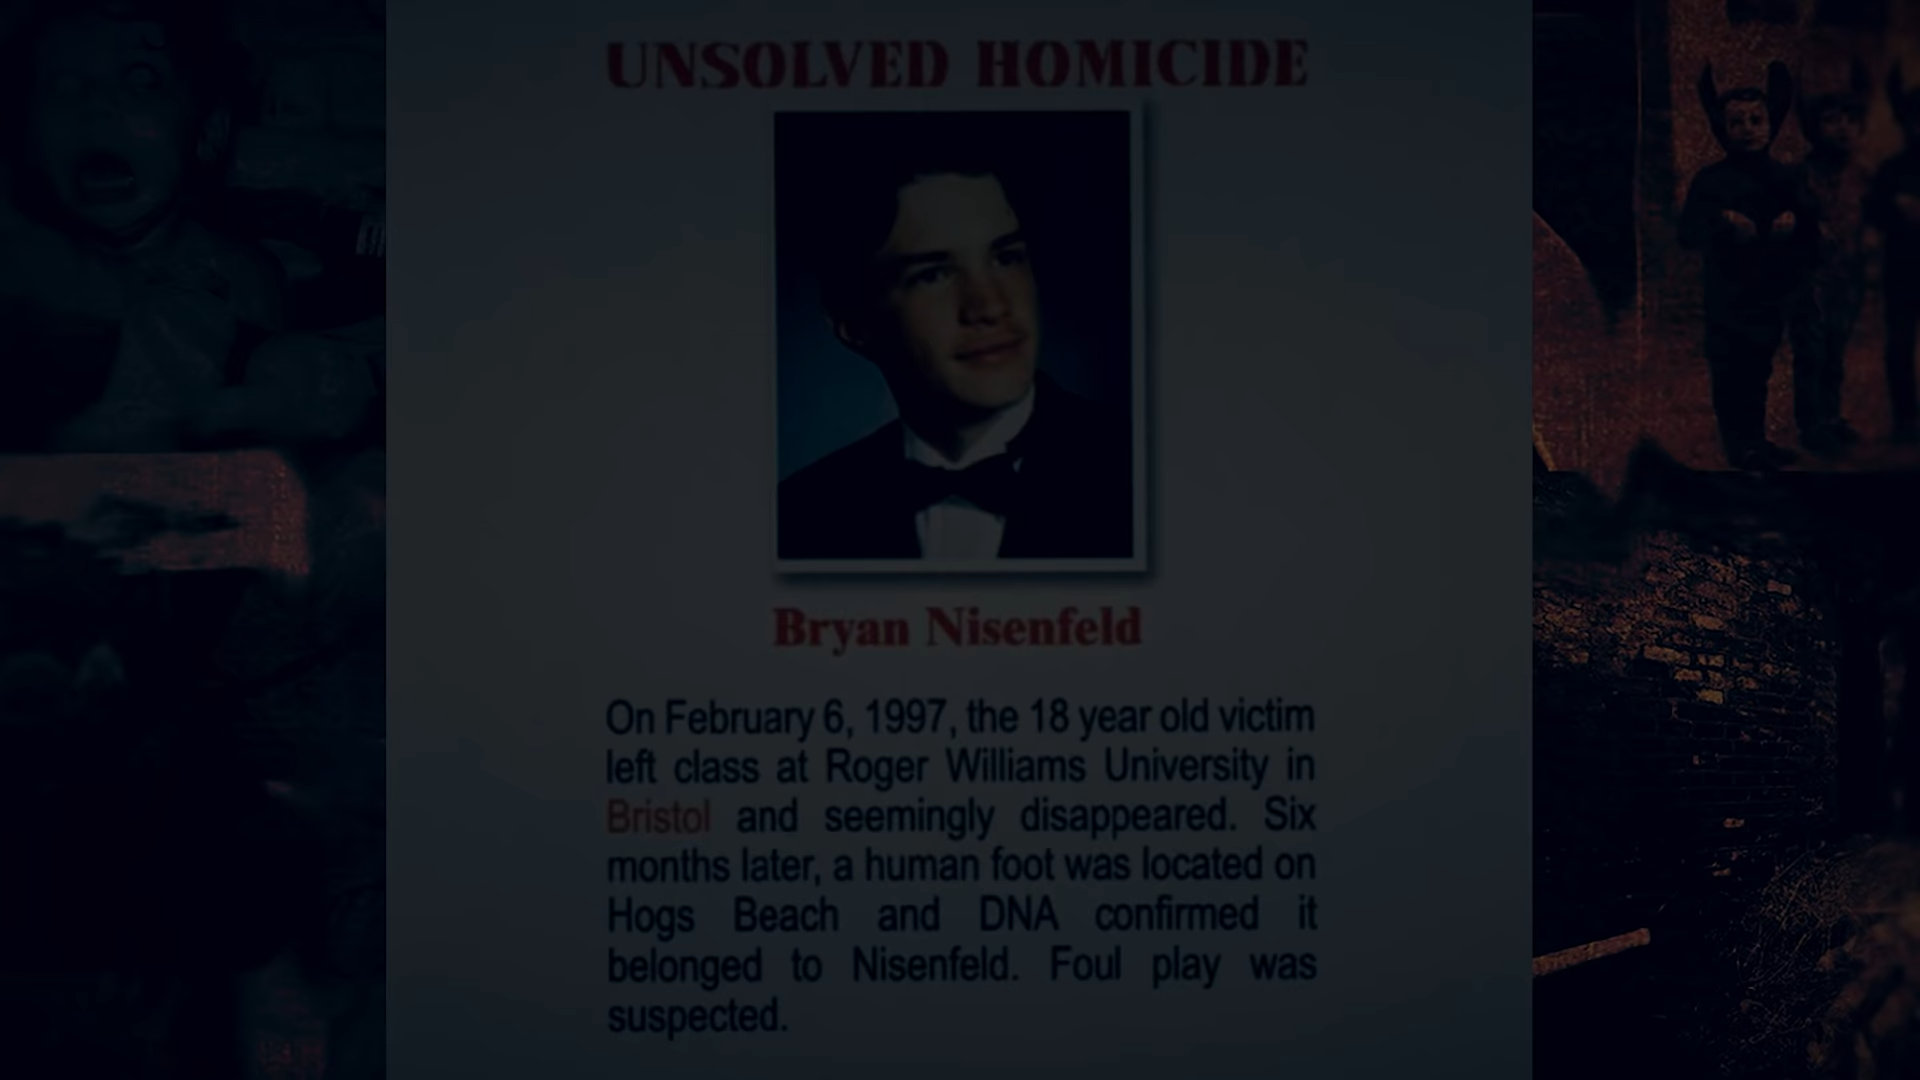 UNSOLVED HOMICIDE
Bryan Nisenfeld
On February 6, 1997, the 18 year old victim
left class at Roger Williams University in
Bristol and seemingly disappeared. Six
months later, a human foot was located on
Hogs Beach and DNA confirmed it
belonged to Nisenfeld. Foul play was
suspected.